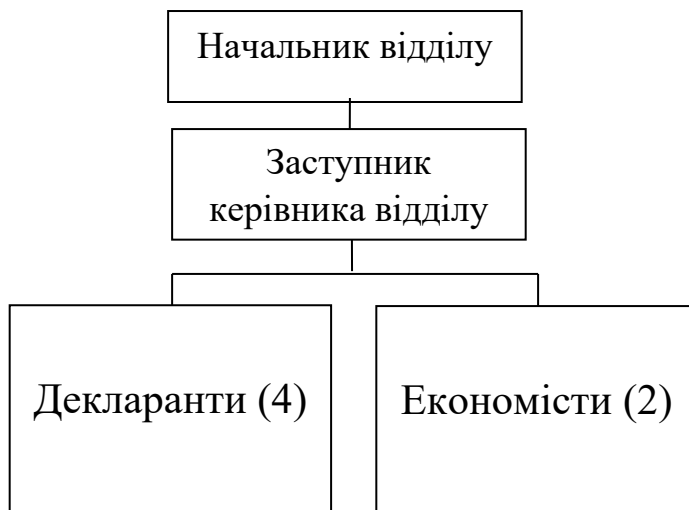 Начальник відділу
Заступник
керівника відділу
Декларанти (4)
Економісти (2)